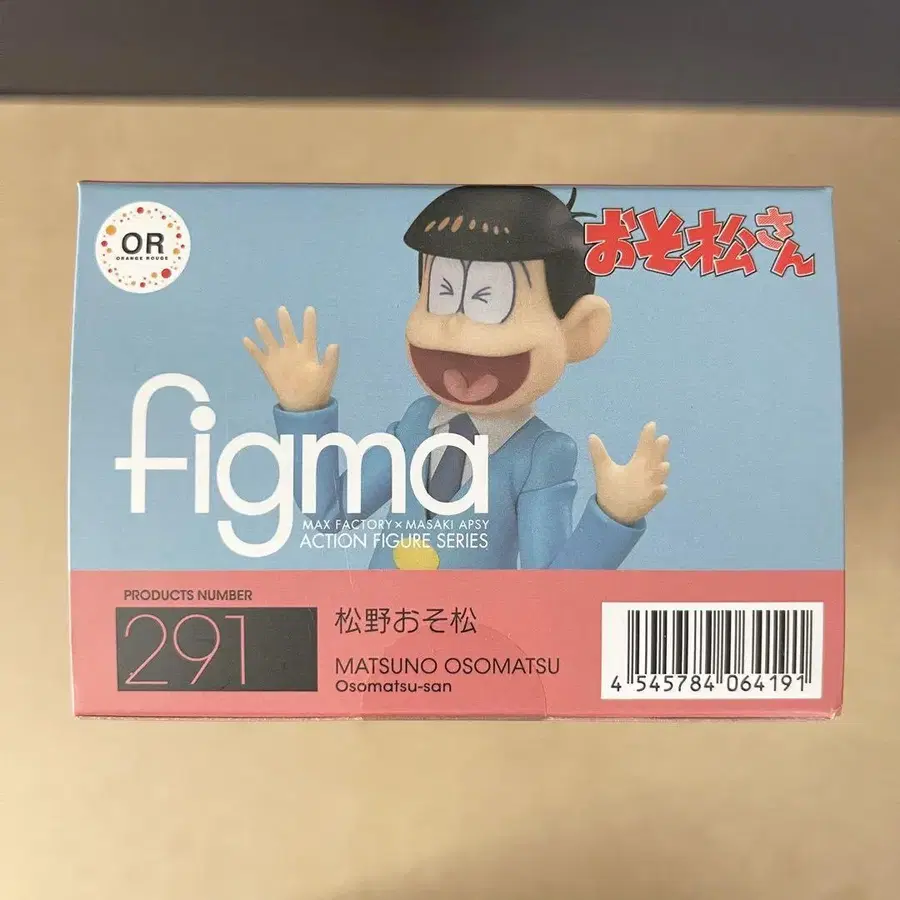 OR
ORANGE ROUGE
おそ松さん
figma
MAX FACTORY×MASAKI APSY
ACTION FIGURE SERIES
PRODUCTS NUMBER
291
松野おそ松
MATSUNO OSOMATSU
Osomatsu-san
4 545784 064191